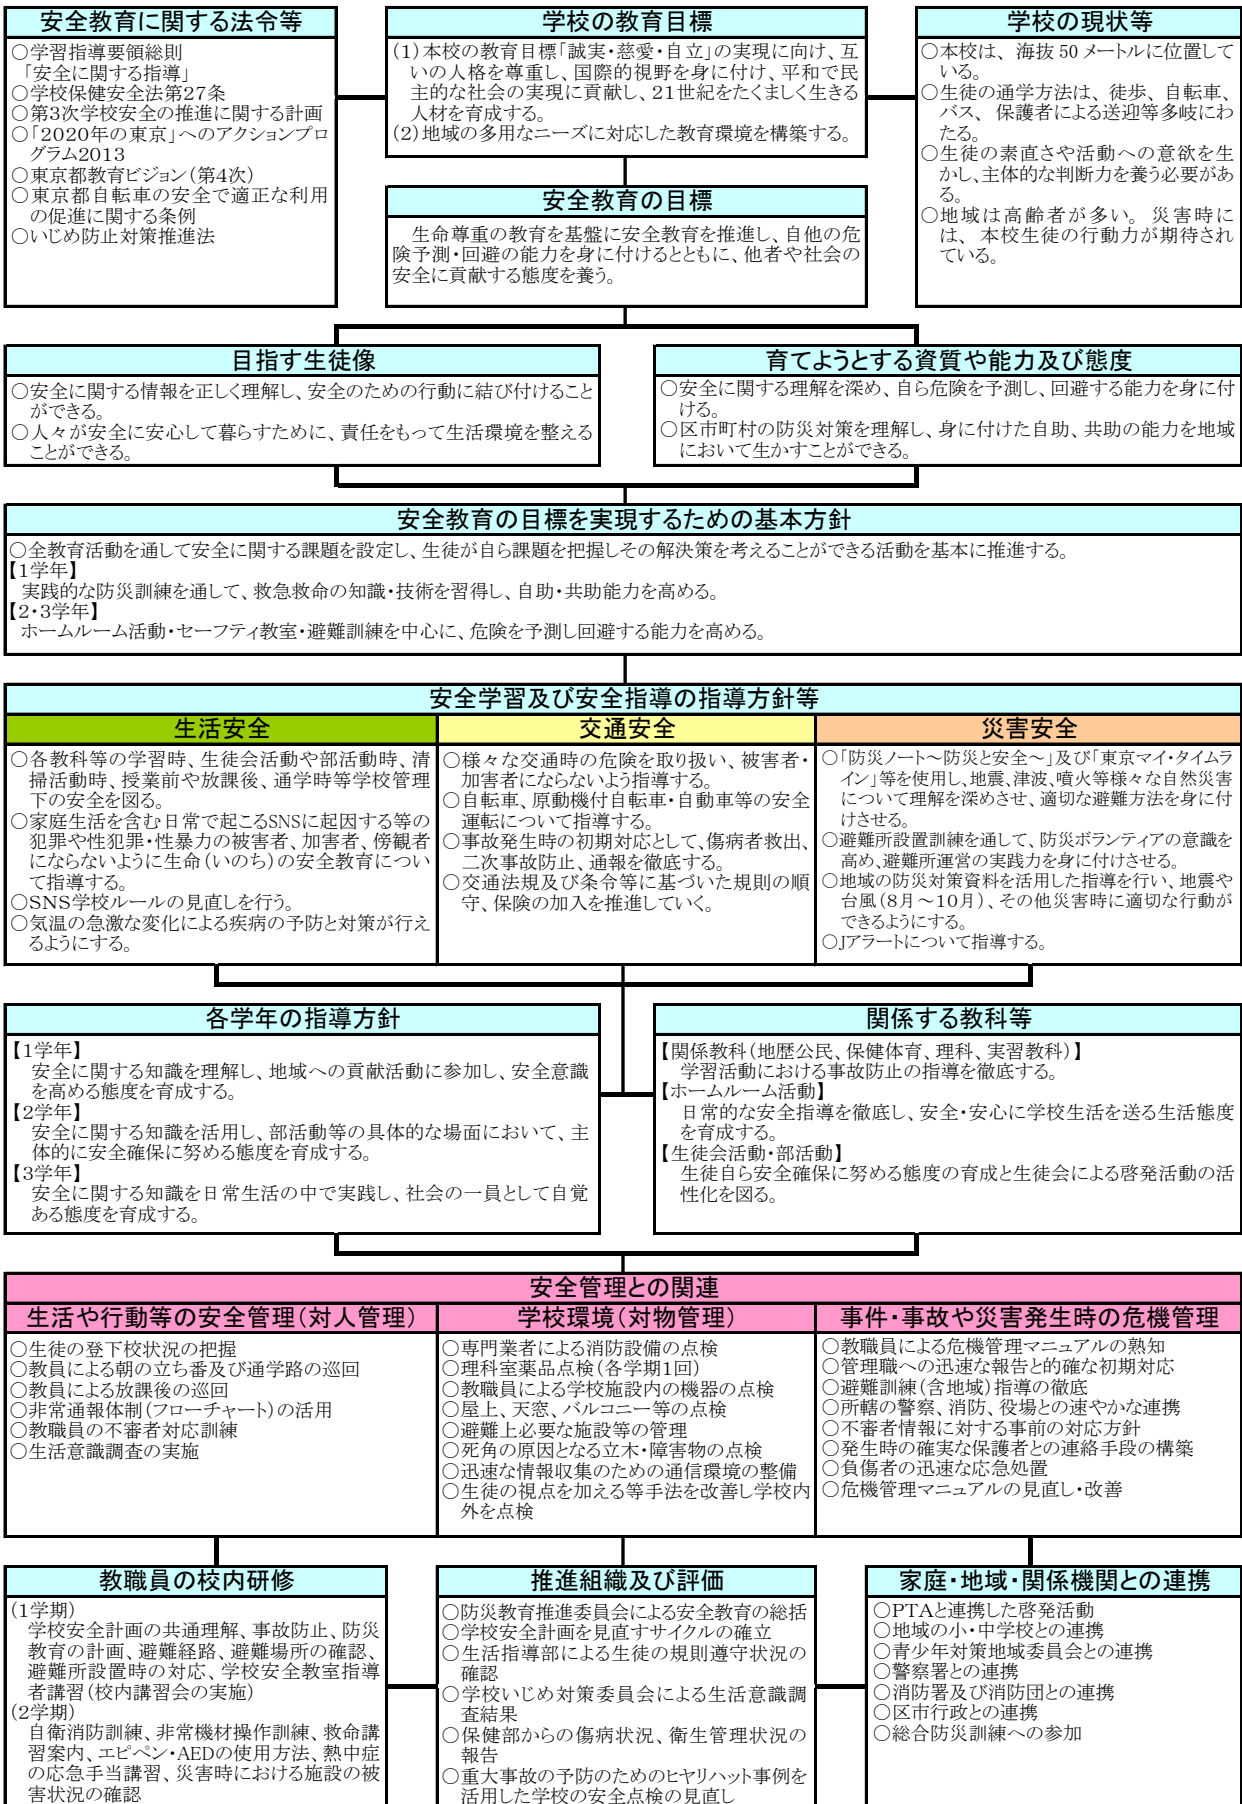 安全教育に関する法令等
○学習指導要領総則
「安全に関する指導」
○学校保健安全法第27条
○第3次学校安全の推進に関する計画
○「2020年の東京」へのアクションプロ
グラム2013
○東京都教育ビジョン(第4次)
○東京都自転車の安全で適正な利用
の促進に関する条例
○いじめ防止対策推進法
学校の教育目標
(1)本校の教育目標「誠実・慈愛・自立」の実現に向け、互
いの人格を尊重し、国際的視野を身に付け、平和で民
主的な社会の実現に貢献し、21世紀をたくましく生きる
人材を育成する。
(2)地域の多用なニーズに対応した教育環境を構築する。
学校の現状等
○本校は、海抜50メートルに位置して
いる。
○生徒の通学方法は、徒歩、自転車、
バス、保護者による送迎等多岐にわ
たる。
○生徒の素直さや活動への意欲を生
かし、主体的な判断力を養う必要があ
る。
○地域は高齢者が多い。災害時に
は、本校生徒の行動力が期待され
ている。
安全教育の目標
生命尊重の教育を基盤に安全教育を推進し、自他の危
険予測・回避の能力を身に付けるとともに、他者や社会の
安全に貢献する態度を養う。
目指す生徒像
○安全に関する情報を正しく理解し、安全のための行動に結び付けること
ができる。
○人々が安全に安心して暮らすために、責任をもって生活環境を整える
ことができる。
育てようとする資質や能力及び態度
○安全に関する理解を深め、自ら危険を予測し、回避する能力を身に付
ける。
○区市町村の防災対策を理解し、身に付けた自助、共助の能力を地域
において生かすことができる。
安全教育の目標を実現するための基本方針
○全教育活動を通して安全に関する課題を設定し、生徒が自ら課題を把握しその解決策を考えることができる活動を基本に推進する。
【1学年】
実践的な防災訓練を通して、救急救命の知識・技術を習得し、自助・共助能力を高める。
【2・3学年】
ホームルーム活動・セーフティ教室・避難訓練を中心に、危険を予測し回避する能力を高める。
安全学習及び安全指導の指導方針等
生活安全
○各教科等の学習時、生徒会活動や部活動時、清
掃活動時、授業前や放課後、通学時等学校管理
下の安全を図る。
○家庭生活を含む日常で起こるSNSに起因する等の
犯罪や性犯罪・性暴力の被害者、加害者、傍観者
にならないように生命(いのち)の安全教育につい
て指導する。
○SNS学校ルールの見直しを行う。
○気温の急激な変化による疾病の予防と対策が行え
るようにする。
交通安全
○様々な交通時の危険を取り扱い、被害者・
加害者にならないよう指導する。
○自転車、原動機付自転車・自動車等の安全
運転について指導する。
○事故発生時の初期対応として、傷病者救出、
二次事故防止、通報を徹底する。
○交通法規及び条令等に基づいた規則の順
守、保険の加入を推進していく。
災害安全
○「防災ノート～防災と安全～」及び「東京マイ・タイムラ
イン」等を使用し、地震、津波、噴火等様々な自然災害
について理解を深めさせ、適切な避難方法を身に付
けさせる。
○避難所設置訓練を通して、防災ボランティアの意識を
高め、避難所運営の実践力を身に付けさせる。
○地域の防災対策資料を活用した指導を行い、地震や
台風(8月～10月)、その他災害時に適切な行動が
できるようにする。
○Jアラートについて指導する。
各学年の指導方針
【1学年】
安全に関する知識を理解し、地域への貢献活動に参加し、安全意識
を高める態度を育成する。
【2学年】
安全に関する知識を活用し、部活動等の具体的な場面において、主
体的に安全確保に努める態度を育成する。
【3学年】
安全に関する知識を日常生活の中で実践し、社会の一員として自覚
ある態度を育成する。
関係する教科等
【関係教科(地歴公民、保健体育、理科、実習教科)】
学習活動における事故防止の指導を徹底する。
【ホームルーム活動】
日常的な安全指導を徹底し、安全・安心に学校生活を送る生活態度
を育成する。
【生徒会活動・部活動】
生徒自ら安全確保に努める態度の育成と生徒会による啓発活動の活
性化を図る。
安全管理との関連
生活や行動等の安全管理(対人管理)
○生徒の登下校状況の把握
○教員による朝の立ち番及び通学路の巡回
○教員による放課後の巡回
○非常通報体制(フローチャート)の活用
○教職員の不審者対応訓練
○生活意識調査の実施
学校環境(対物管理)
○専門業者による消防設備の点検
○理科室薬品点検(各学期1回)
○教職員による学校施設内の機器の点検
○屋上、天窓、バルコニー等の点検
○避難上必要な施設等の管理
○死角の原因となる立木・障害物の点検
○迅速な情報収集のための通信環境の整備
○生徒の視点を加える等手法を改善し学校内
外を点検
事件・事故や災害発生時の危機管理
○教職員による危機管理マニュアルの熟知
○管理職への迅速な報告と的確な初期対応
○避難訓練(含地域)指導の徹底
○所轄の警察、消防、役場との速やかな連携
○不審者情報に対する事前の対応方針
○発生時の確実な保護者との連絡手段の構築
○負傷者の迅速な応急処置
○危機管理マニュアルの見直し・改善
教職員の校内研修
(1学期)
学校安全計画の共通理解、事故防止、防災
教育の計画、避難経路、避難場所の確認、
避難所設置時の対応、学校安全教室指導
者講習(校内講習会の実施)
(2学期)
自衛消防訓練、非常機材操作訓練、救命講
習案内、エピペン・AEDの使用方法、熱中症
の応急手当講習、災害時における施設の被
害状況の確認
推進組織及び評価
○防災教育推進委員会による安全教育の総括
○学校安全計画を見直すサイクルの確立
○生活指導部による生徒の規則遵守状況の
確認
○学校いじめ対策委員会による生活意識調
査結果
○保健部からの傷病状況、衛生管理状況の
報告
○重大事故の予防のためのヒヤリハット事例を
活用した学校の安全点検の見直し
家庭・地域・関係機関との連携
○PTAと連携した啓発活動
○地域の小・中学校との連携
○青少年対策地域委員会との連携
○警察署との連携
○消防署及び消防団との連携
○区市行政との連携
○総合防災訓練への参加